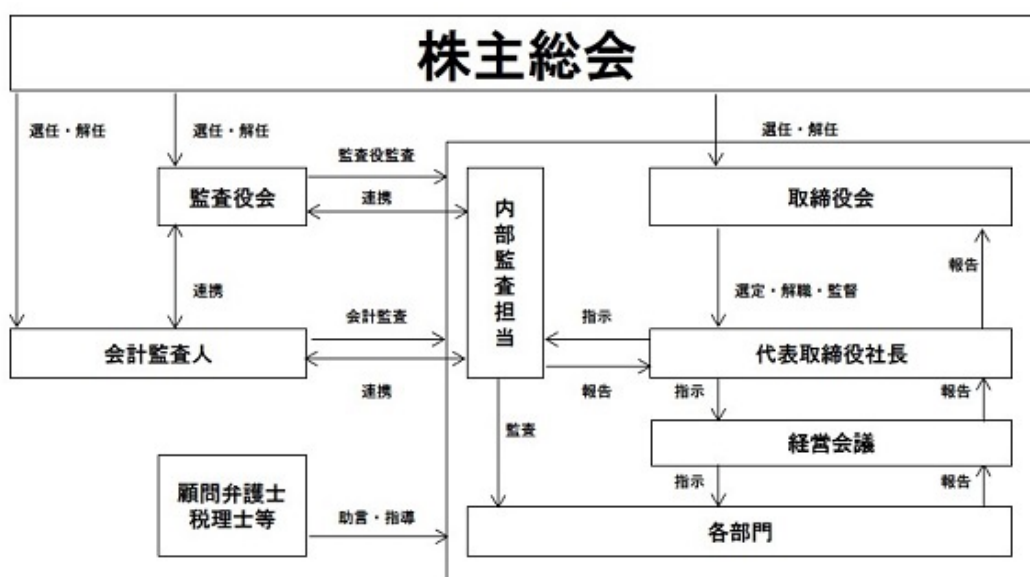 株主総会
選任・解任
選任・解任
選任・解任
監査役監査
監査役会
連携
内部監査担当
取締役会
報告
連携
選定・解職・監督
会計監査
指示
会計監査人
代表取締役社長
連携
報告
指示
報告
監査
経営会議
指示
報告
顧問弁護士
税理士等
助言・指導
各部門